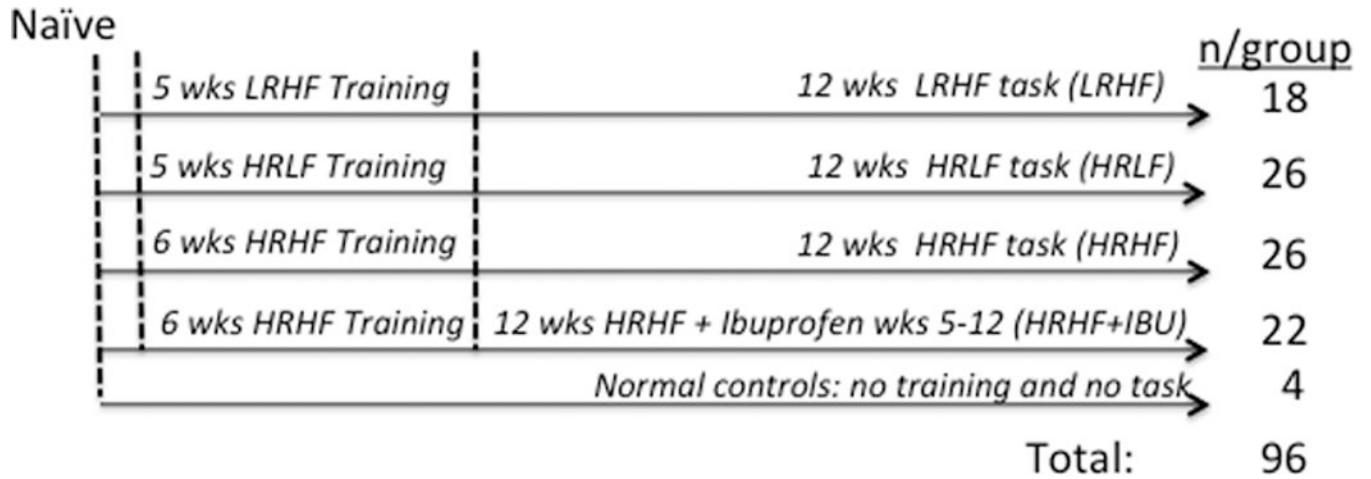 Naïve
n/group
5 wks LRHF Training 12 wks LRHF task (LRHF) 18
5 wks HRLF Training 12 wks HRLF task (HRLF) 26
6 wks HRHF Training 12 wks HRHF task (HRHF) 26
6 wks HRHF Training 12 wks HRHF + Ibuprofen wks 5-12 (HRHF+IBU) 22
Normal controls: no training and no task 4
Total: 96